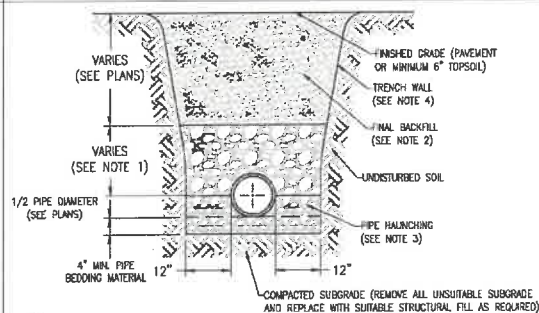 VARIES
(SEE PLANS)
VARIES
(SEE NOTE 1)
1/2 PIPE DIAMETER
(SEE PLANS)
4" MIN. PIPE
BEDDING MATERIAL
12"
12"
FINISHED GRADE (PAVEMENT
OR MINIMUM 6" TOPSOIL)
TRENCH WALL
(SEE NOTE 4)
FINAL BACKFILL
(SEE NOTE 2)
UNDISTURBED SOIL
PIPE HAUNCHING
(SEE NOTE 3)
COMPACTED SUBGRADE (REMOVE ALL UNSUITABLE SUBGRADE
AND REPLACE WITH SUITABLE STRUCTURAL FILL AS REQUIRED)